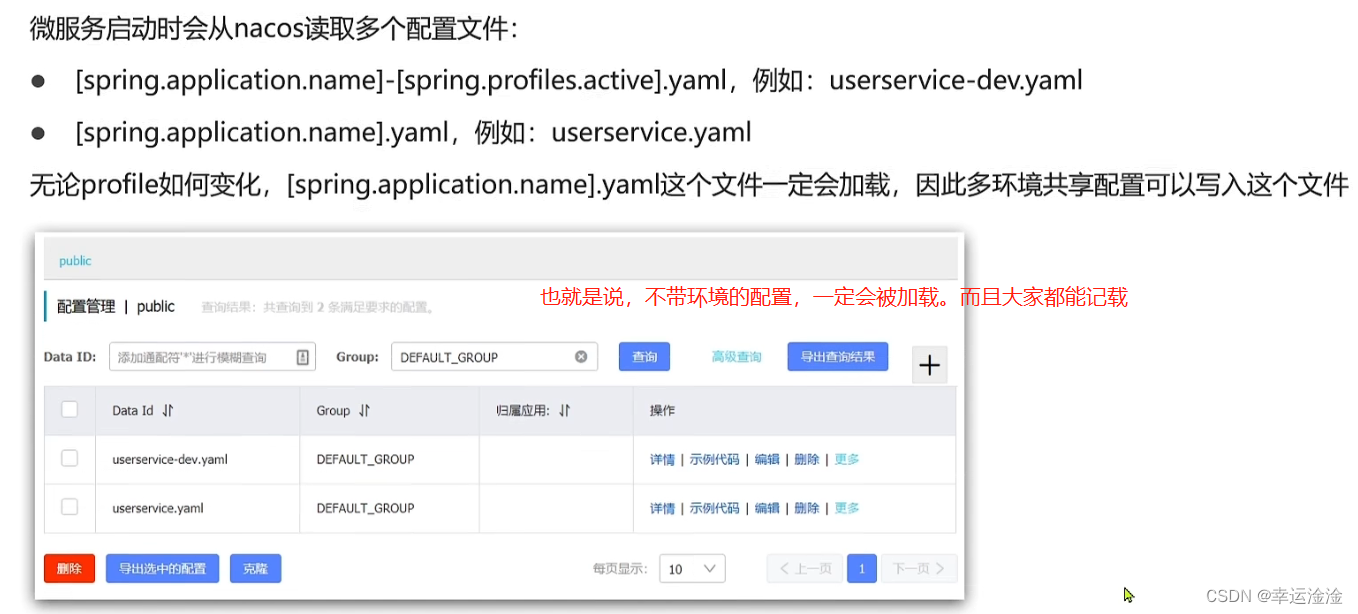 微服务启动时会从nacos读取多个配置文件：
● [spring.application.name]-[spring.profiles.active].yaml，例如：userservice-dev.yaml
● [spring.application.name].yaml，例如：userservice.yaml
无论profile如何变化，[spring.application.name].yaml这个文件一定会加载，因此多环境共享配置可以写入这个文件
public
也就是说，不带环境的配置，一定会被加载。而且大家都能记载
配置管理 | public 查询结果：共查询到 2 条满足要求的配置。
Data ID: 添加通配符'*'进行模糊查询 Group: DEFAULT_GROUP 查询 高级查询 导出查询结果 +
Data Id Group 归属应用: 操作
userservice-dev.yaml DEFAULT_GROUP 详情 | 示例代码 | 编辑 | 删除 | 更多
userservice.yaml DEFAULT_GROUP 详情 | 示例代码 | 编辑 | 删除 | 更多
删除 导出选中的配置 克隆 每页显示: 10 < 上一页 1 下一页 >
CSDN @幸运淦淦